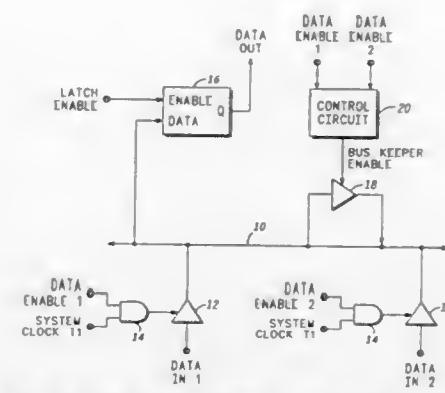 DATA OUT
DATA ENABLE 1
DATA ENABLE 2
LATCH ENABLE
16
ENABLE
Q
DATA
CONTROL CIRCUIT
20
BUS KEEPER ENABLE
18
10
DATA ENABLE 1
SYSTEM CLOCK T1
14
12
DATA IN 1
DATA ENABLE 2
SYSTEM CLOCK T1
14
DATA IN 2